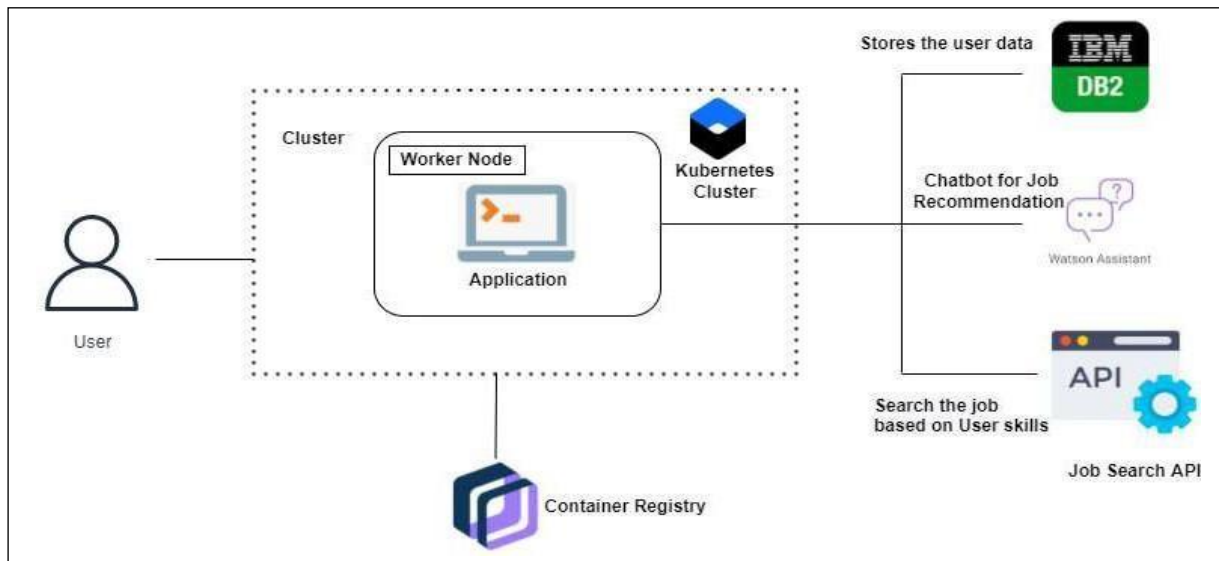 Stores the user data
IBM
DB2
Cluster
Worker Node
Kubernetes
Cluster
Application
Chatbot for Job
Recommendation
Watson Assistant
User
API
Search the job
based on User skills
Job Search API
Container Registry